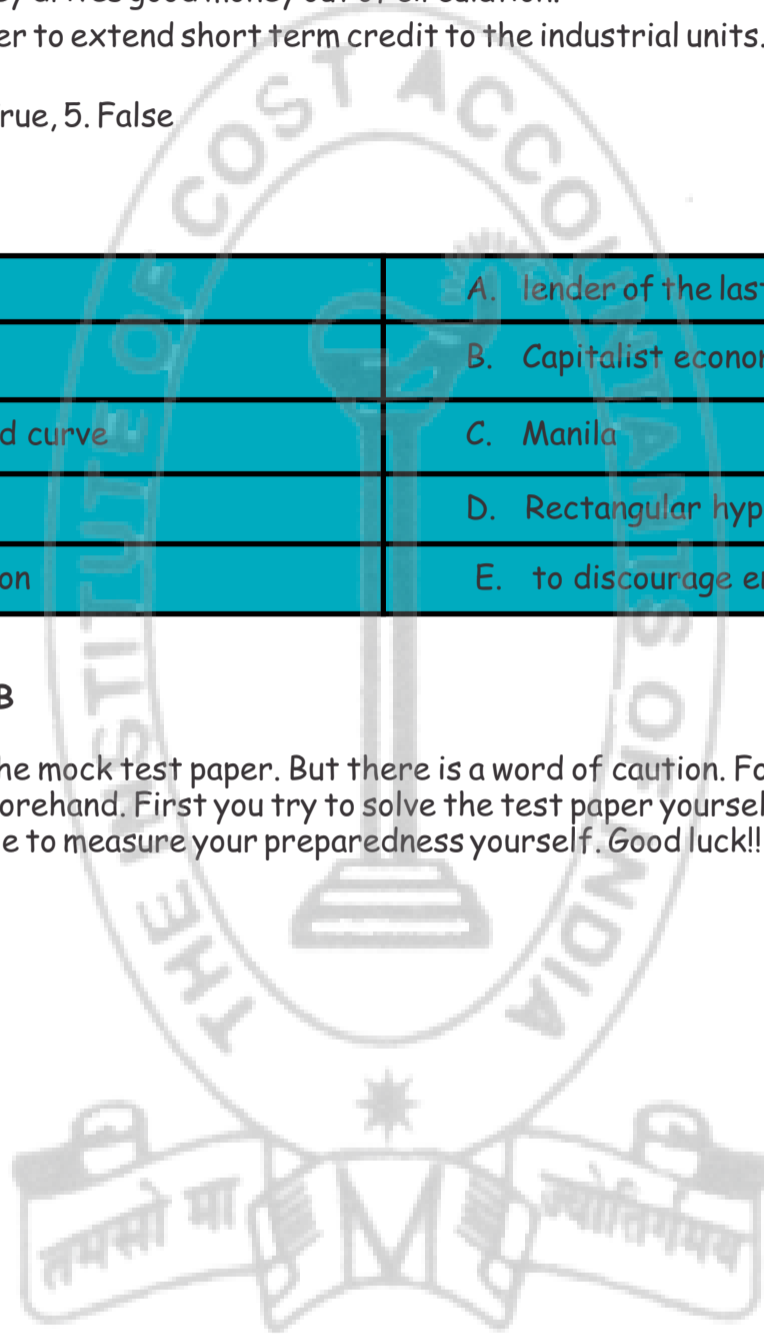 er to extend short term credit to the industrial units.
rue, 5. False
A. lender of the las
B. Capitalist econo
d curve C. Manila
D. Rectangular hyp
on E. to discourage e
B
he mock test paper. But there is a word of caution. Fo
orehand. First you try to solve the test paper yoursel
e to measure your preparedness yourself. Good luck!!
THE INSTITUTE OF COST ACCOUNTANTS OF INDIA
तमसो मा ज्योतिर्गमय